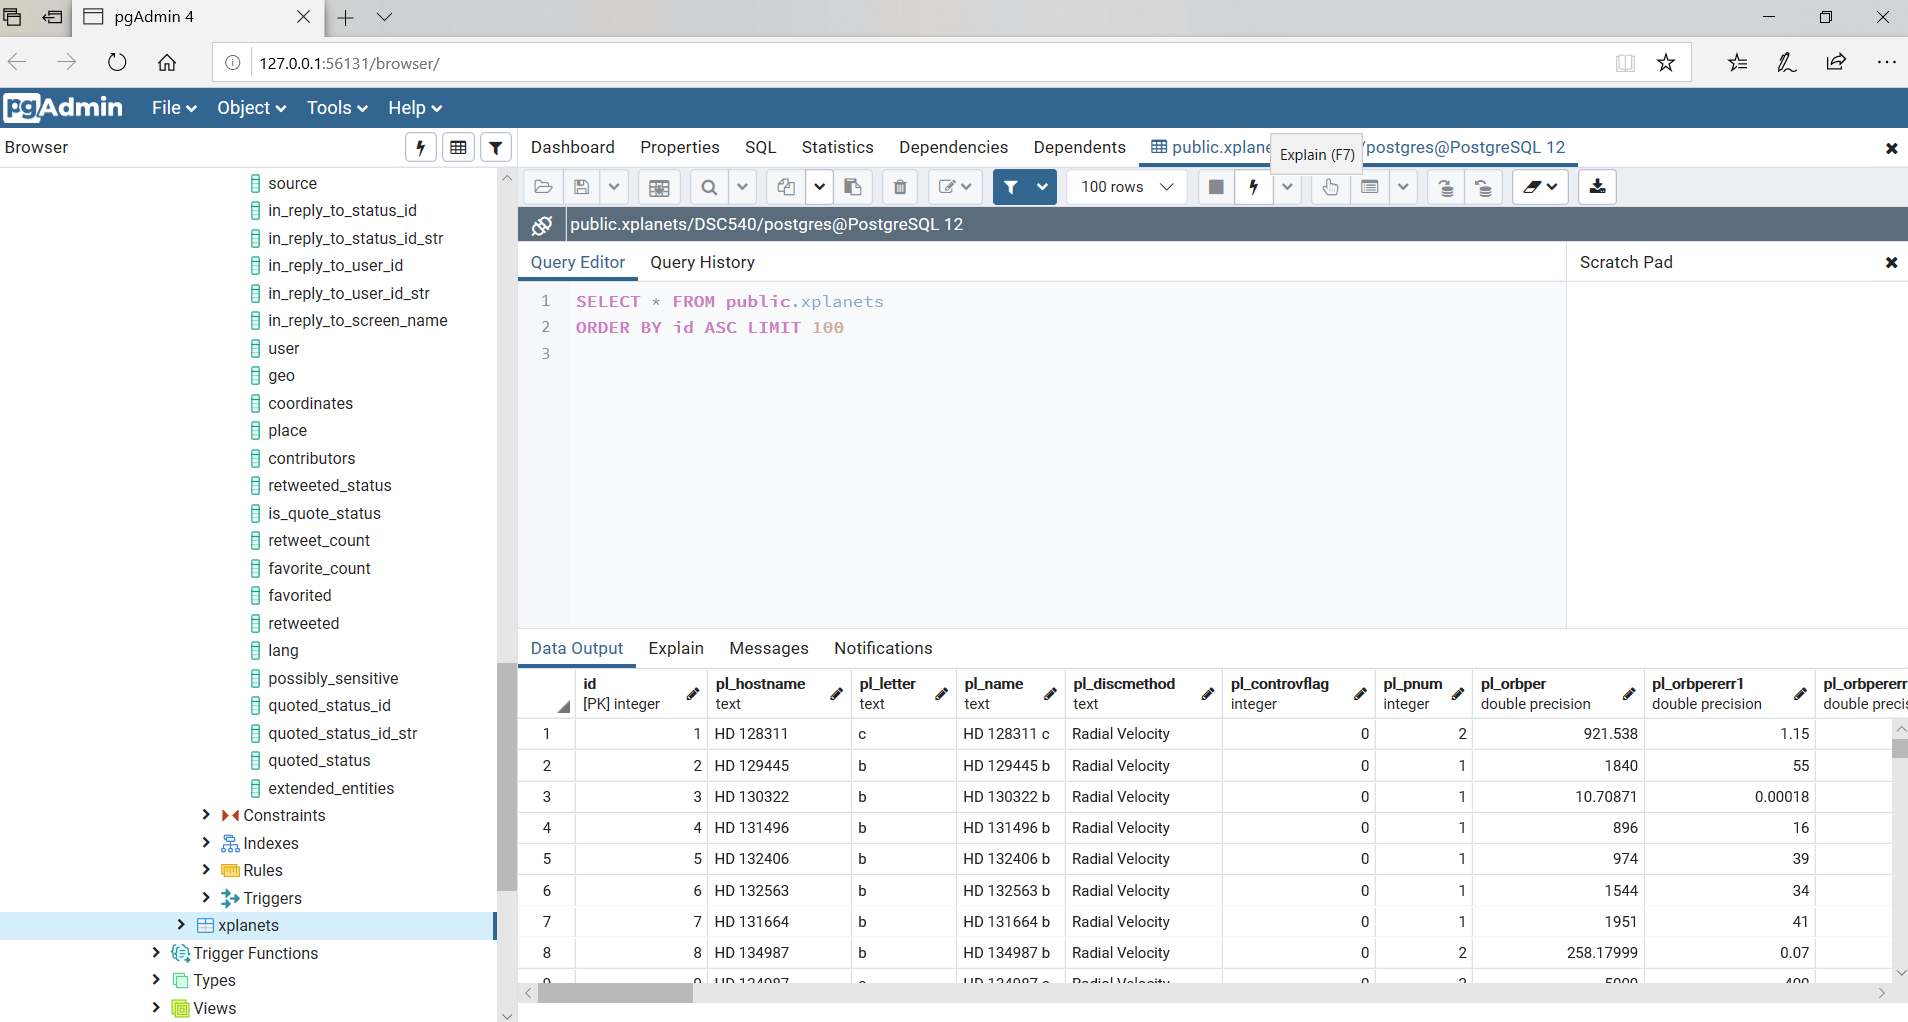 pgAdmin 4
127.0.0.1:56131/browser/
pgAdmin File Object Tools Help
Browser
Dashboard Properties SQL Statistics Dependencies Dependents public.xplane /postgres@PostgreSQL 12
Explain (F7)
100 rows
public.xplanets/DSC540/postgres@PostgreSQL 12
Query Editor Query History
Scratch Pad
1 SELECT * FROM public.xplanets
2 ORDER BY id ASC LIMIT 100
3
source
in_reply_to_status_id
in_reply_to_status_id_str
in_reply_to_user_id
in_reply_to_user_id_str
in_reply_to_screen_name
user
geo
coordinates
place
contributors
retweeted_status
is_quote_status
retweet_count
favorite_count
favorited
retweeted
lang
possibly_sensitive
quoted_status_id
quoted_status_id_str
quoted_status
extended_entities
Constraints
Indexes
Rules
Triggers
xplanets
Trigger Functions
Types
Views
Data Output Explain Messages Notifications
id pl_hostname pl_letter pl_name pl_discmethod pl_controvflag pl_pnum pl_orbper pl_orbpererr1 pl_orbpererr
[PK] integer text text text text integer integer double precision double precision double precis
1 1 HD 128311 c HD 128311 c Radial Velocity 0 2 921.538 1.15
2 2 HD 129445 b HD 129445 b Radial Velocity 0 1 1840 55
3 3 HD 130322 b HD 130322 b Radial Velocity 0 1 10.70871 0.00018
4 4 HD 131496 b HD 131496 b Radial Velocity 0 1 896 16
5 5 HD 132406 b HD 132406 b Radial Velocity 0 1 974 39
6 6 HD 132563 b HD 132563 b Radial Velocity 0 1 1544 34
7 7 HD 131664 b HD 131664 b Radial Velocity 0 1 1951 41
8 8 HD 134987 b HD 134987 b Radial Velocity 0 2 258.17999 0.07
9 9 HD 134987 c HD 134987 c Radial Velocity 0 2 5000 400